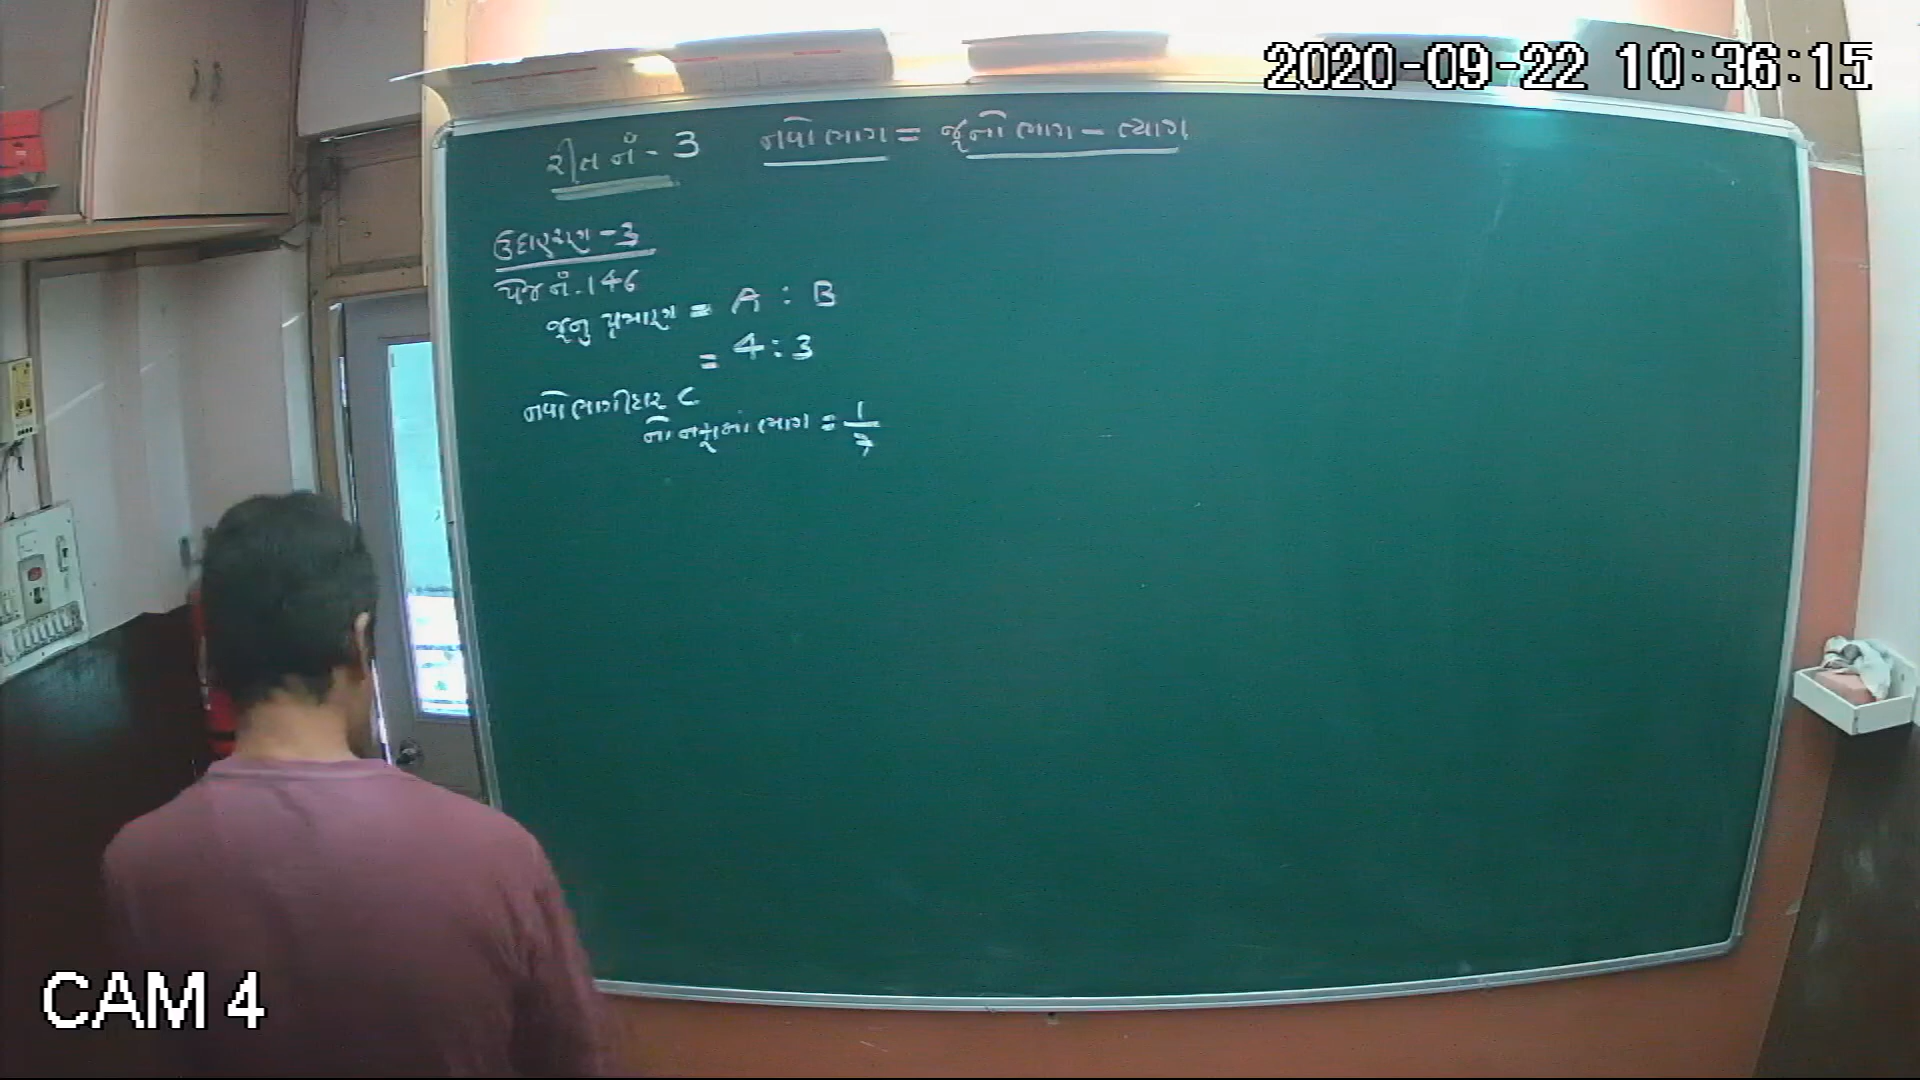 2020-09-22 10:36:15
રીત નં - 3 નવો ભાગ = જૂનો ભાગ - ત્યાગ
ઉદાહરણ - 3
પેજ નં. 146
જૂનુ પ્રમાણ = A : B
= 4 : 3
નવો ભાગીદાર C
નો નફામાં ભાગ = 1/7
CAM 4